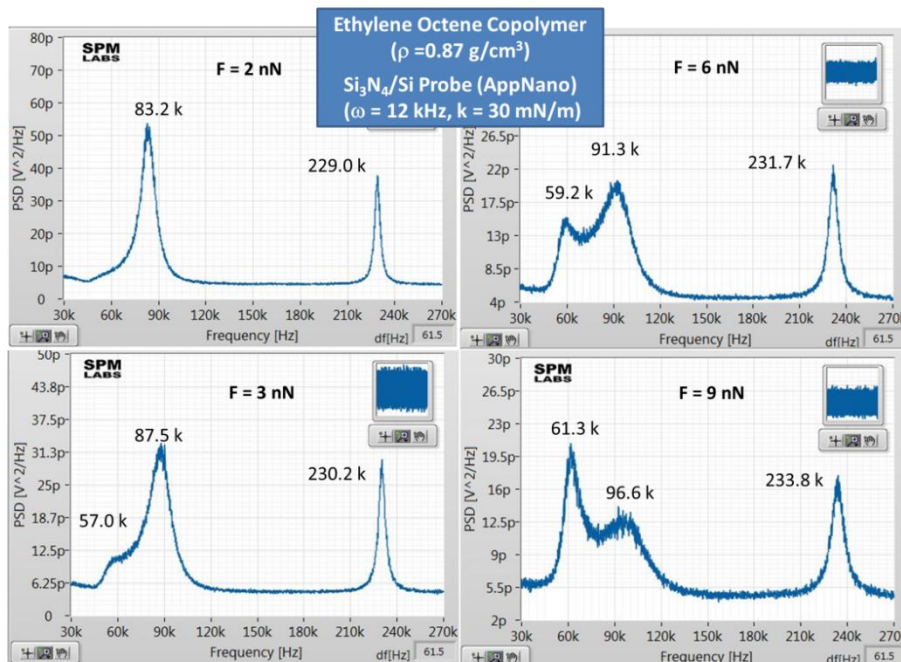 Ethylene Octene Copolymer
(ρ =0.87 g/cm³)
Si₃N₄/Si Probe (AppNano)
(ω = 12 kHz, k = 30 mN/m)
SPM
LABS
F = 2 nN
83.2 k
229.0 k
PSD [V^2/Hz]
80p
70p
60p
50p
40p
30p
20p
10p
0
30k 60k 90k 120k 150k 180k 210k 240k 270k
Frequency [Hz]
df[Hz] 61.5
F = 6 nN
91.3 k
59.2 k
231.7 k
PSD [V^2/Hz]
26.5p
22p
17.5p
13p
8.5p
4p
30k 60k 90k 120k 150k 180k 210k 240k 270k
Frequency [Hz]
df[Hz] 61.5
SPM
LABS
F = 3 nN
87.5 k
57.0 k
230.2 k
PSD [V^2/Hz]
50p
43.8p
37.5p
31.3p
25p
18.7p
12.5p
6.25p
0
30k 60k 90k 120k 150k 180k 210k 240k 270k
Frequency [Hz]
df[Hz] 61.5
SPM
LABS
F = 9 nN
61.3 k
96.6 k
233.8 k
PSD [V^2/Hz]
30p
26.5p
23p
19.5p
16p
12.5p
9p
5.5p
2p
30k 60k 90k 120k 150k 180k 210k 240k 270k
Frequency [Hz]
df[Hz] 61.5